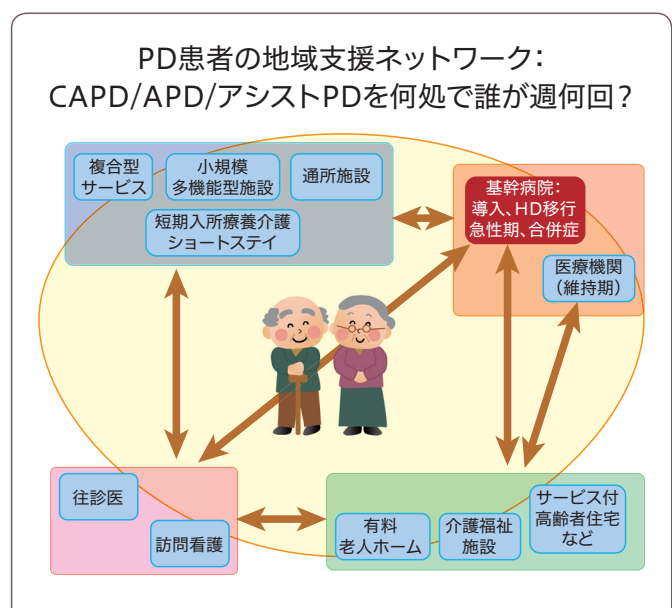 PD患者の地域支援ネットワーク：
CAPD/APD/アシストPDを何処で誰が週何回？
複合型
サービス
小規模
多機能型施設
通所施設
短期入所療養介護
ショートステイ
基幹病院：
導入、HD移行
急性期、合併症
医療機関
（維持期）
往診医
訪問看護
有料
老人ホーム
介護福祉
施設
サービス付
高齢者住宅
など